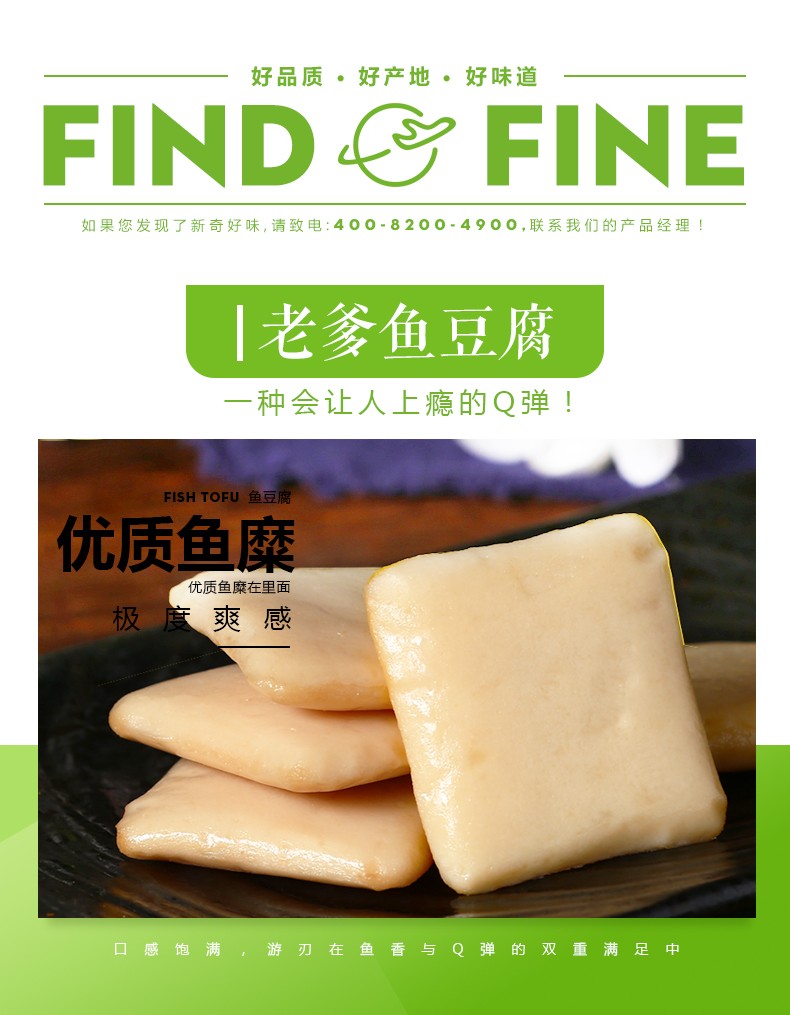 好品质 • 好产地 • 好味道
FIND FINE
如果您发现了新奇好味,请致电:400-8200-4900,联系我们的产品经理！
老爹鱼豆腐
一种会让人上瘾的Q弹！
FISH TOFU 鱼豆腐
优质鱼糜
优质鱼糜在里面
极度爽感
口感饱满，游刃在鱼香与Q弹的双重满足中